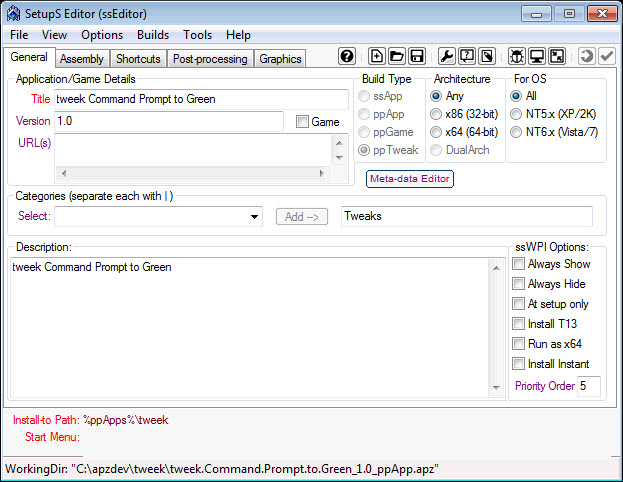 SetupS Editor (ssEditor)
File View Options Builds Tools Help
General Assembly Shortcuts Post-processing Graphics
Application/Game Details
Title tweek Command Prompt to Green
Version 1.0 Game
URL(s)
Build Type
ssApp
ppApp
ppGame
ppTweak
Architecture
Any
x86 (32-bit)
x64 (64-bit)
DualArch
For OS
All
NT5.x (XP/2K)
NT6.x (Vista/7)
Meta-data Editor
Categories (separate each with | )
Select: Add --> Tweaks
Description:
tweek Command Prompt to Green
ssWPI Options:
Always Show
Always Hide
At setup only
Install T13
Run as x64
Install Instant
Priority Order 5
Install-to Path: %ppApps%\tweek
Start Menu:
WorkingDir: "C:\apzdev\tweek\tweek.Command.Prompt.to.Green_1.0_ppApp.apz"